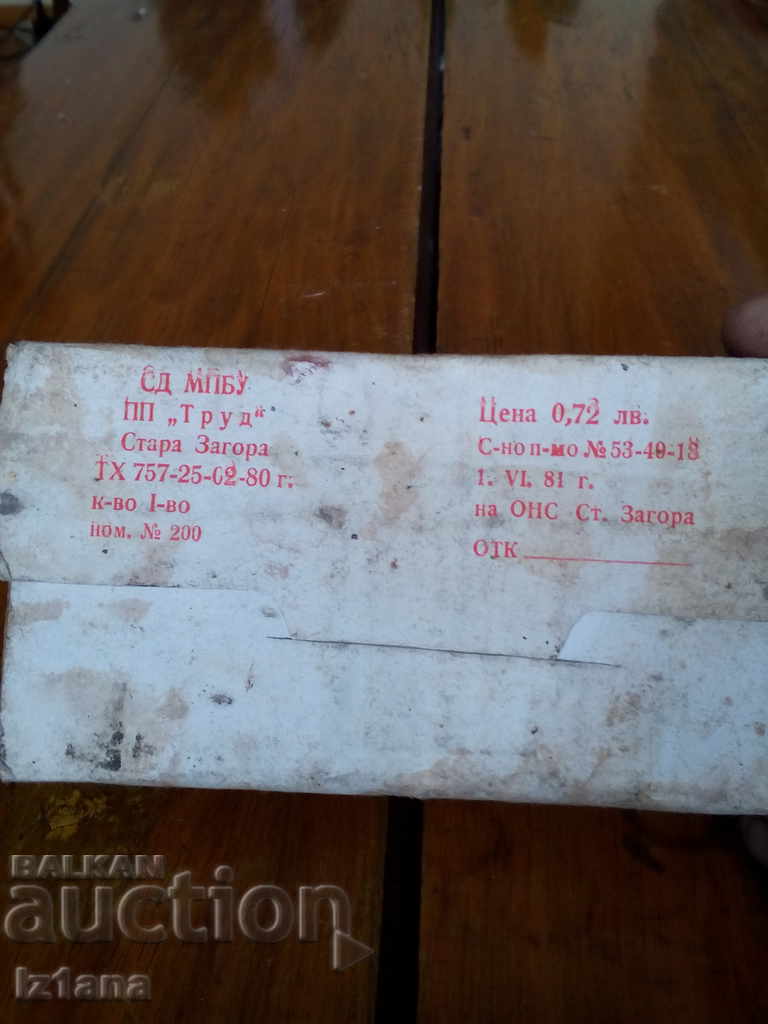 СД МПБУ
ПП „Труд“
Стара Загора
ТХ 757-25-02-80 г.
к-во I-во
ном. № 200
Цена 0,72 лв.
С-но п-мо № 53-49-18
1. VI. 81 г.
на ОНС Ст. Загора
ОТК
BALKAN
auction
Iz1ana